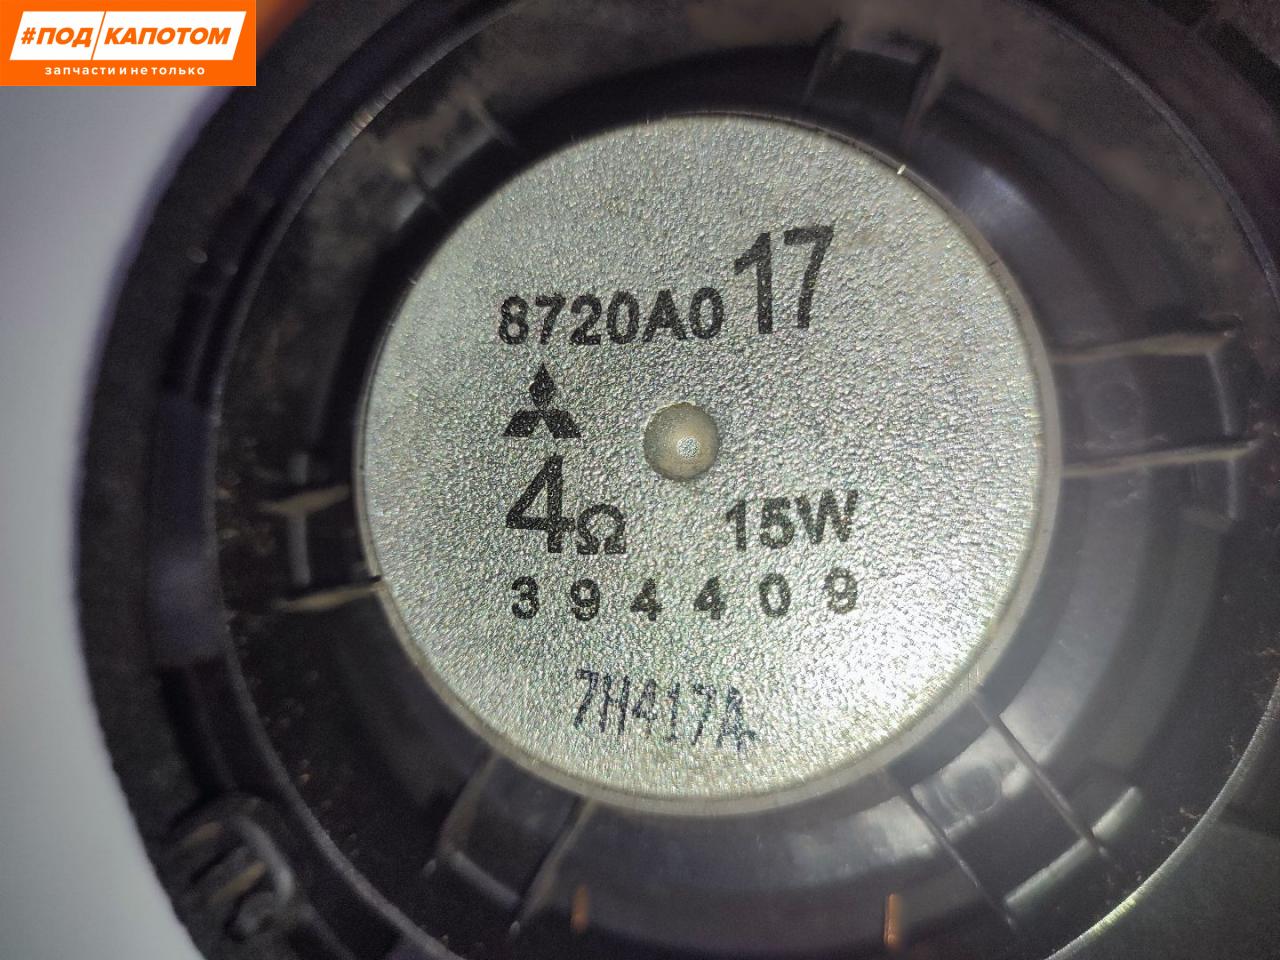 #ПОД КАПОТОМ
запчасти и не только
8720A017
4Ω 15W
394409
7H417A